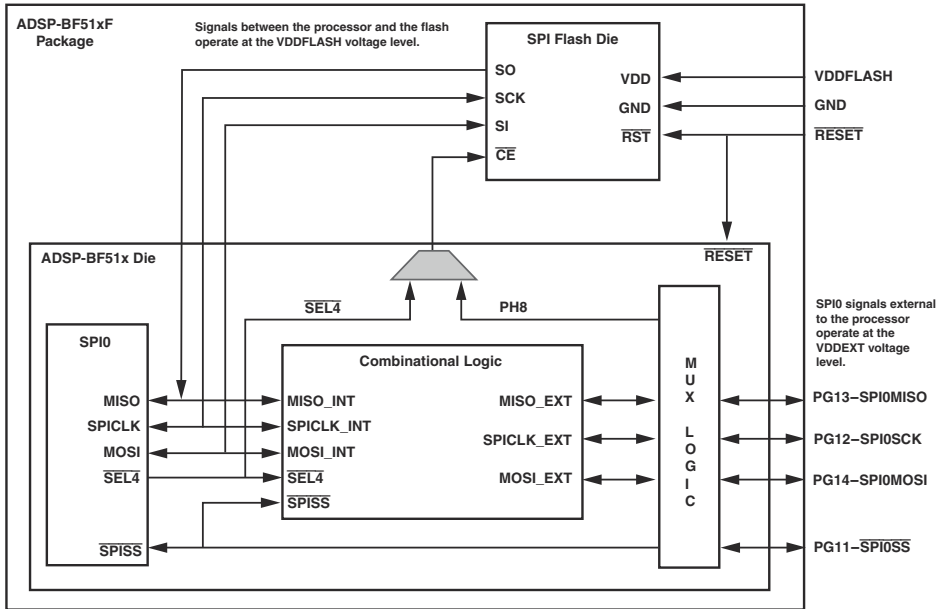 ADSP-BF51xF
Package
Signals between the processor and the flash
operate at the VDDFLASH voltage level.
SPI Flash Die
SO
SCK
SI
CE
VDD
GND
RST
VDDFLASH
GND
RESET
RESET
ADSP-BF51x Die
SEL4
PH8
SPI0 signals external
to the processor
operate at the
VDDEXT voltage
level.
SPI0
MISO
SPICLK
MOSI
SEL4
SPISS
Combinational Logic
MISO_INT
SPICLK_INT
MOSI_INT
SEL4
SPISS
MISO_EXT
SPICLK_EXT
MOSI_EXT
MUX LOGIC
PG13–SPI0MISO
PG12–SPI0SCK
PG14–SPI0MOSI
PG11–SPI0SS